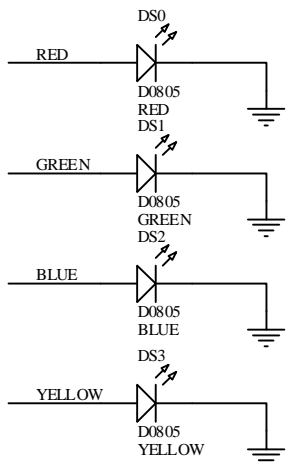 DS0
RED
D0805
RED
DS1
GREEN
D0805
GREEN
DS2
BLUE
D0805
BLUE
DS3
YELLOW
D0805
YELLOW